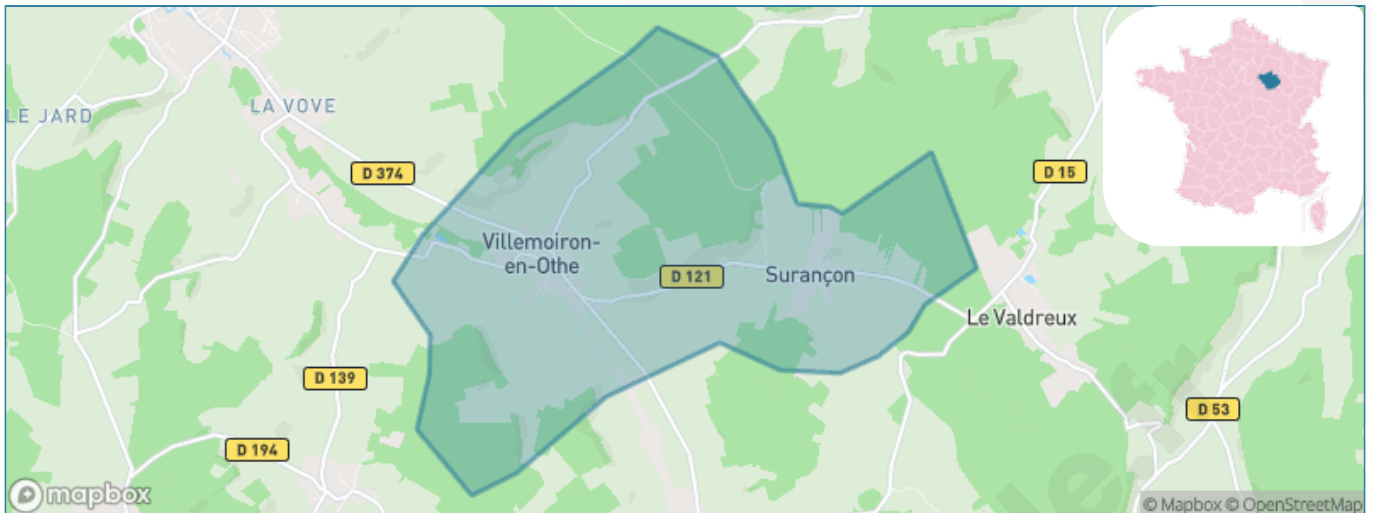 LA VOVE
LE JARD
D 374
D 15
Villemoiron-
en-Othe
D 121
Surançon
Le Valdreux
D 139
D 53
D 194
mapbox
© Mapbox © OpenStreetMap